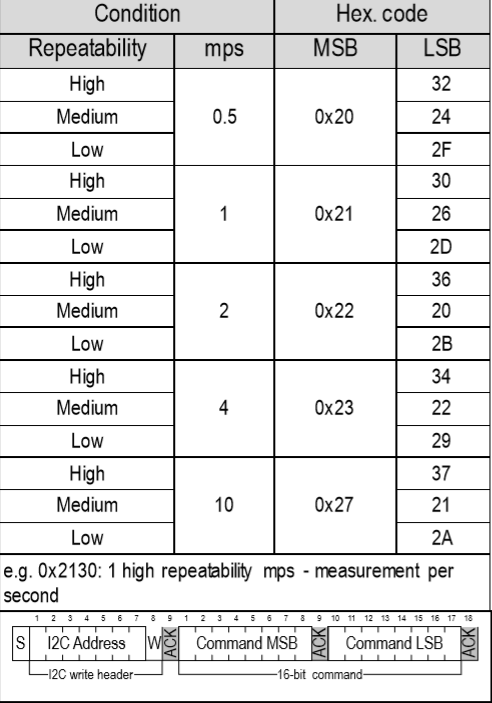 Condition Hex. code
Repeatability mps MSB LSB
High 32
Medium 0.5 0x20 24
Low 2F
High 30
Medium 1 0x21 26
Low 2D
High 36
Medium 2 0x22 20
Low 2B
High 34
Medium 4 0x23 22
Low 29
High 37
Medium 10 0x27 21
Low 2A
e.g. 0x2130: 1 high repeatability mps - measurement per
second
1 2 3 4 5 6 7 8 9 1 2 3 4 5 6 7 8 9 10 11 12 13 14 15 16 17 18
S I2C Address W ACK Command MSB ACK Command LSB ACK
I2C write header 16-bit command